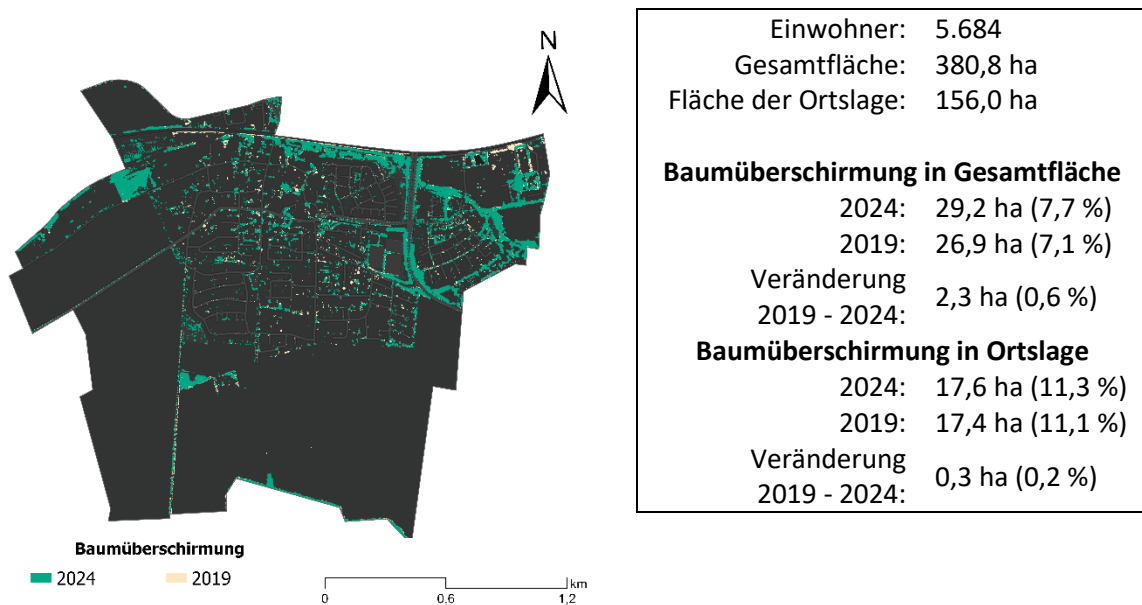 N
Baumüberschirmung
2024 2019
km
0 0,6 1,2
Einwohner: 5.684
Gesamtfläche: 380,8 ha
Fläche der Ortslage: 156,0 ha
Baumüberschirmung in Gesamtfläche
2024: 29,2 ha (7,7 %)
2019: 26,9 ha (7,1 %)
Veränderung
2019 - 2024: 2,3 ha (0,6 %)
Baumüberschirmung in Ortslage
2024: 17,6 ha (11,3 %)
2019: 17,4 ha (11,1 %)
Veränderung
2019 - 2024: 0,3 ha (0,2 %)